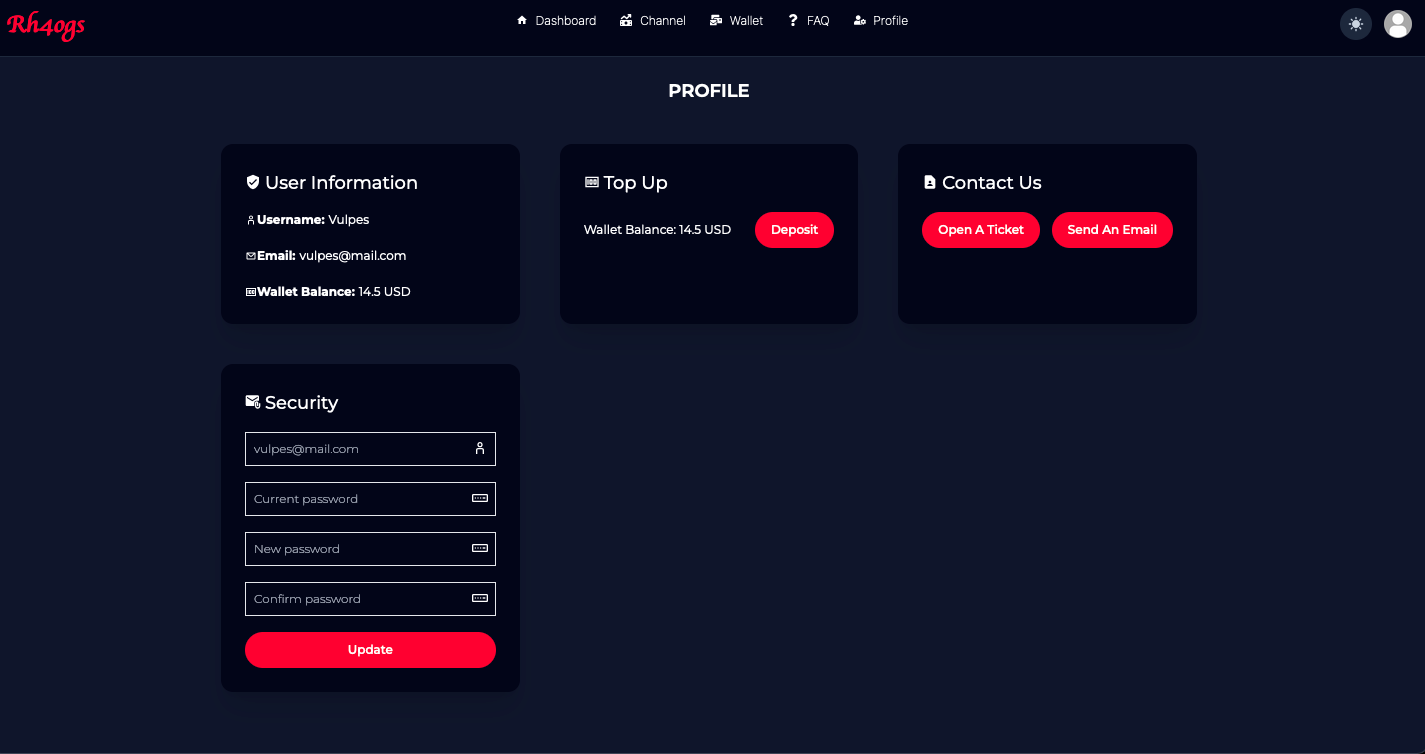 Rh4ogs
Dashboard
Channel
Wallet
FAQ
Profile
PROFILE
User Information
Username: Vulpes
Email: vulpes@mail.com
Wallet Balance: 14.5 USD
Top Up
Wallet Balance: 14.5 USD
Deposit
Contact Us
Open A Ticket
Send An Email
Security
vulpes@mail.com
Current password
New password
Confirm password
Update